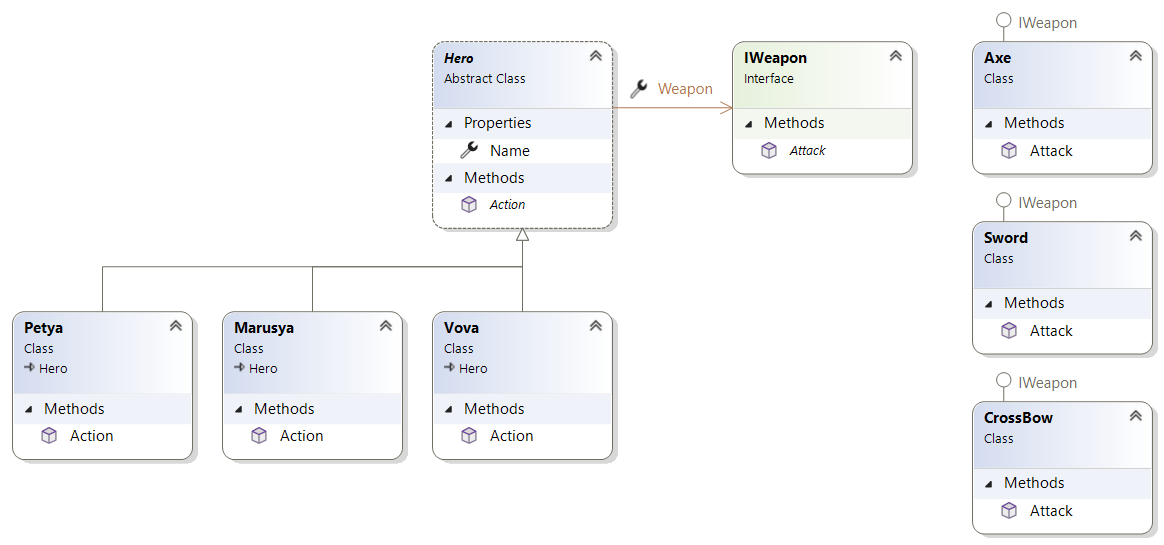 Hero
Abstract Class
Properties
Name
Methods
Action
Weapon
IWeapon
Interface
Methods
Attack
IWeapon
Axe
Class
Methods
Attack
IWeapon
Sword
Class
Methods
Attack
IWeapon
CrossBow
Class
Methods
Attack
Petya
Class
Hero
Methods
Action
Marusya
Class
Hero
Methods
Action
Vova
Class
Hero
Methods
Action